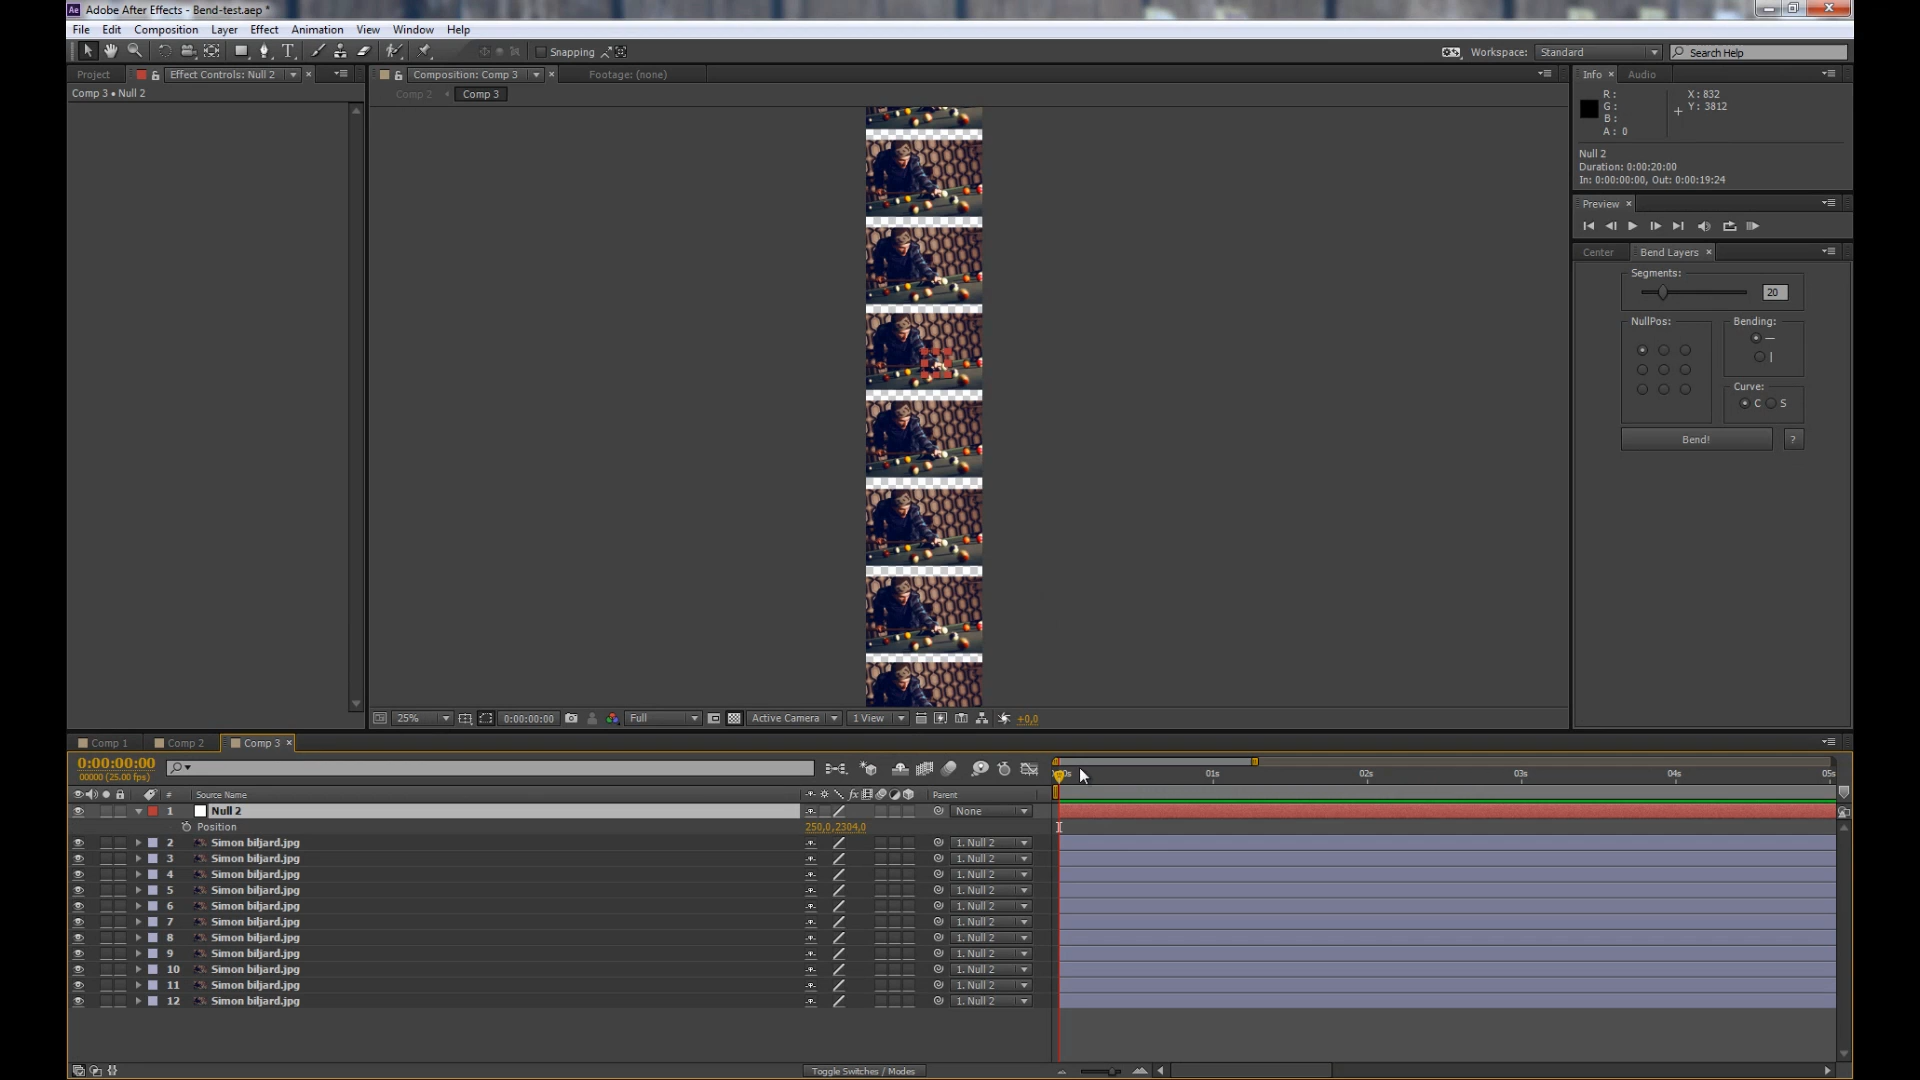 Adobe After Effects - Bend-test.aep *
File Edit Composition Layer Effect Animation View Window Help
Snapping
Workspace: Standard
Search Help
Project
Effect Controls: Null 2
Comp 3 • Null 2
Composition: Comp 3
Footage: (none)
Comp 2
Comp 3
Info
Audio
R :
G :
B :
A : 0
X : 832
Y : 3812
Null 2
Duration: 0:00:20:00
In: 0:00:00:00, Out: 0:00:19:24
Preview
Center
Bend Layers
Segments:
20
NullPos:
Bending:
—
|
Curve:
C
S
Bend!
?
25%
0:00:00:00
Full
Active Camera
1 View
+0,0
Comp 1
Comp 2
Comp 3
0:00:00:00
00000 (25.00 fps)
01s
02s
03s
04s
05s
#
Source Name
Parent
1 Null 2 None
Position 250,0,2304,0
2 Simon biljard.jpg 1. Null 2
3 Simon biljard.jpg 1. Null 2
4 Simon biljard.jpg 1. Null 2
5 Simon biljard.jpg 1. Null 2
6 Simon biljard.jpg 1. Null 2
7 Simon biljard.jpg 1. Null 2
8 Simon biljard.jpg 1. Null 2
9 Simon biljard.jpg 1. Null 2
10 Simon biljard.jpg 1. Null 2
11 Simon biljard.jpg 1. Null 2
12 Simon biljard.jpg 1. Null 2
Toggle Switches / Modes